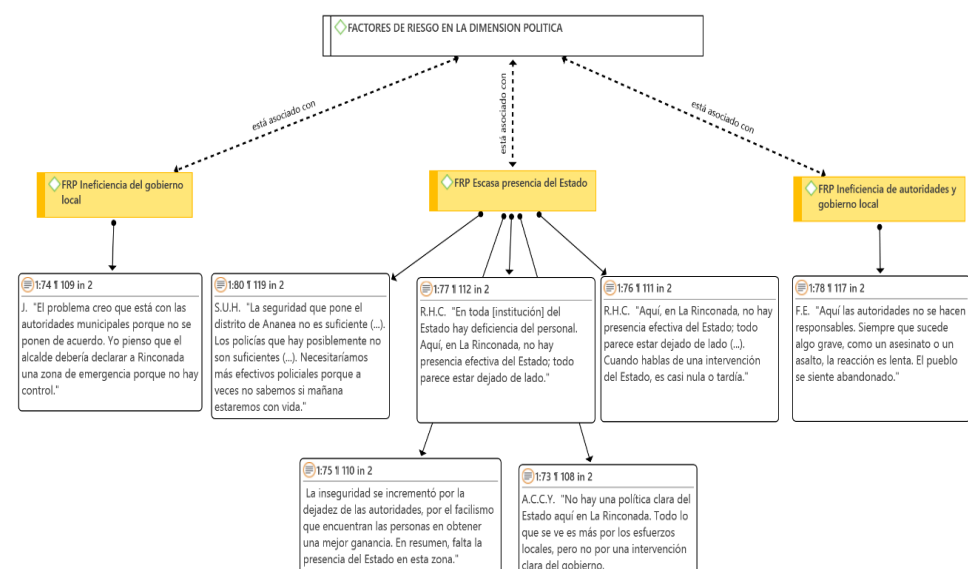 FACTORES DE RIESGO EN LA DIMENSION POLITICA
está asociado con
está asociado con
está asociado con
FRP Ineficiencia del gobierno
local
FRP Escasa presencia del Estado
FRP Ineficiencia de autoridades y
gobierno local
1:74 ¶ 109 in 2
J.  "El problema creo que está con las
autoridades municipales porque no se
ponen de acuerdo. Yo pienso que el
alcalde debería declarar a Rinconada
una zona de emergencia porque no hay
control."
1:80 ¶ 119 in 2
S.U.H.  "La seguridad que pone el
distrito de Ananea no es suficiente (...).
Los policías que hay posiblemente no
son suficientes (...). Necesitaríamos
más efectivos policiales porque a
veces no sabemos si mañana
estaremos con vida."
1:77 ¶ 112 in 2
R.H.C.  "En toda [institución] del
Estado hay deficiencia del personal.
Aquí, en La Rinconada, no hay
presencia efectiva del Estado; todo
parece estar dejado de lado."
1:76 ¶ 111 in 2
R.H.C.  "Aquí, en La Rinconada, no hay
presencia efectiva del Estado; todo
parece estar dejado de lado (...).
Cuando hablas de una intervención
del Estado, es casi nula o tardía."
1:78 ¶ 117 in 2
F.E.  "Aquí las autoridades no se hacen
responsables. Siempre que sucede
algo grave, como un asesinato o un
asalto, la reacción es lenta. El pueblo
se siente abandonado."
1:75 ¶ 110 in 2
La inseguridad se incrementó por la
dejadez de las autoridades, por el facilismo
que encuentran las personas en obtener
una mejor ganancia. En resumen, falta la
presencia del Estado en esta zona."
1:73 ¶ 108 in 2
A.C.C.Y.  "No hay una política clara del
Estado aquí en La Rinconada. Todo lo
que se ve es más por los esfuerzos
locales, pero no por una intervención
clara del gobierno.